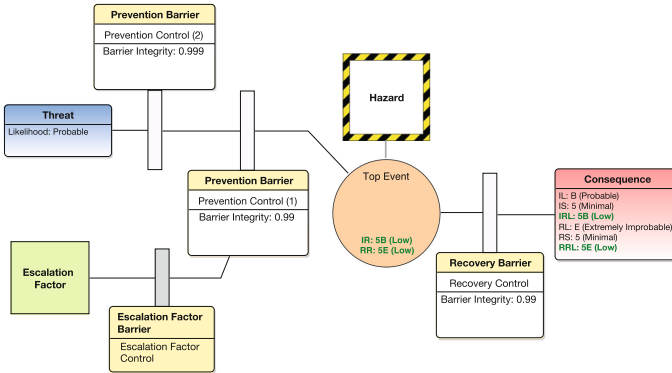 Prevention Barrier
Prevention Control (2)
Barrier Integrity: 0.999
Hazard
Threat
Likelihood: Probable
Prevention Barrier
Prevention Control (1)
Barrier Integrity: 0.99
Top Event
IR: 5B (Low)
RR: 5E (Low)
Consequence
IL: B (Probable)
IS: 5 (Minimal)
IRL: 5B (Low)
RL: E (Extremely Improbable)
RS: 5 (Minimal)
RRL: 5E (Low)
Recovery Barrier
Recovery Control
Barrier Integrity: 0.99
Escalation
Factor
Escalation Factor
Barrier
Escalation Factor
Control